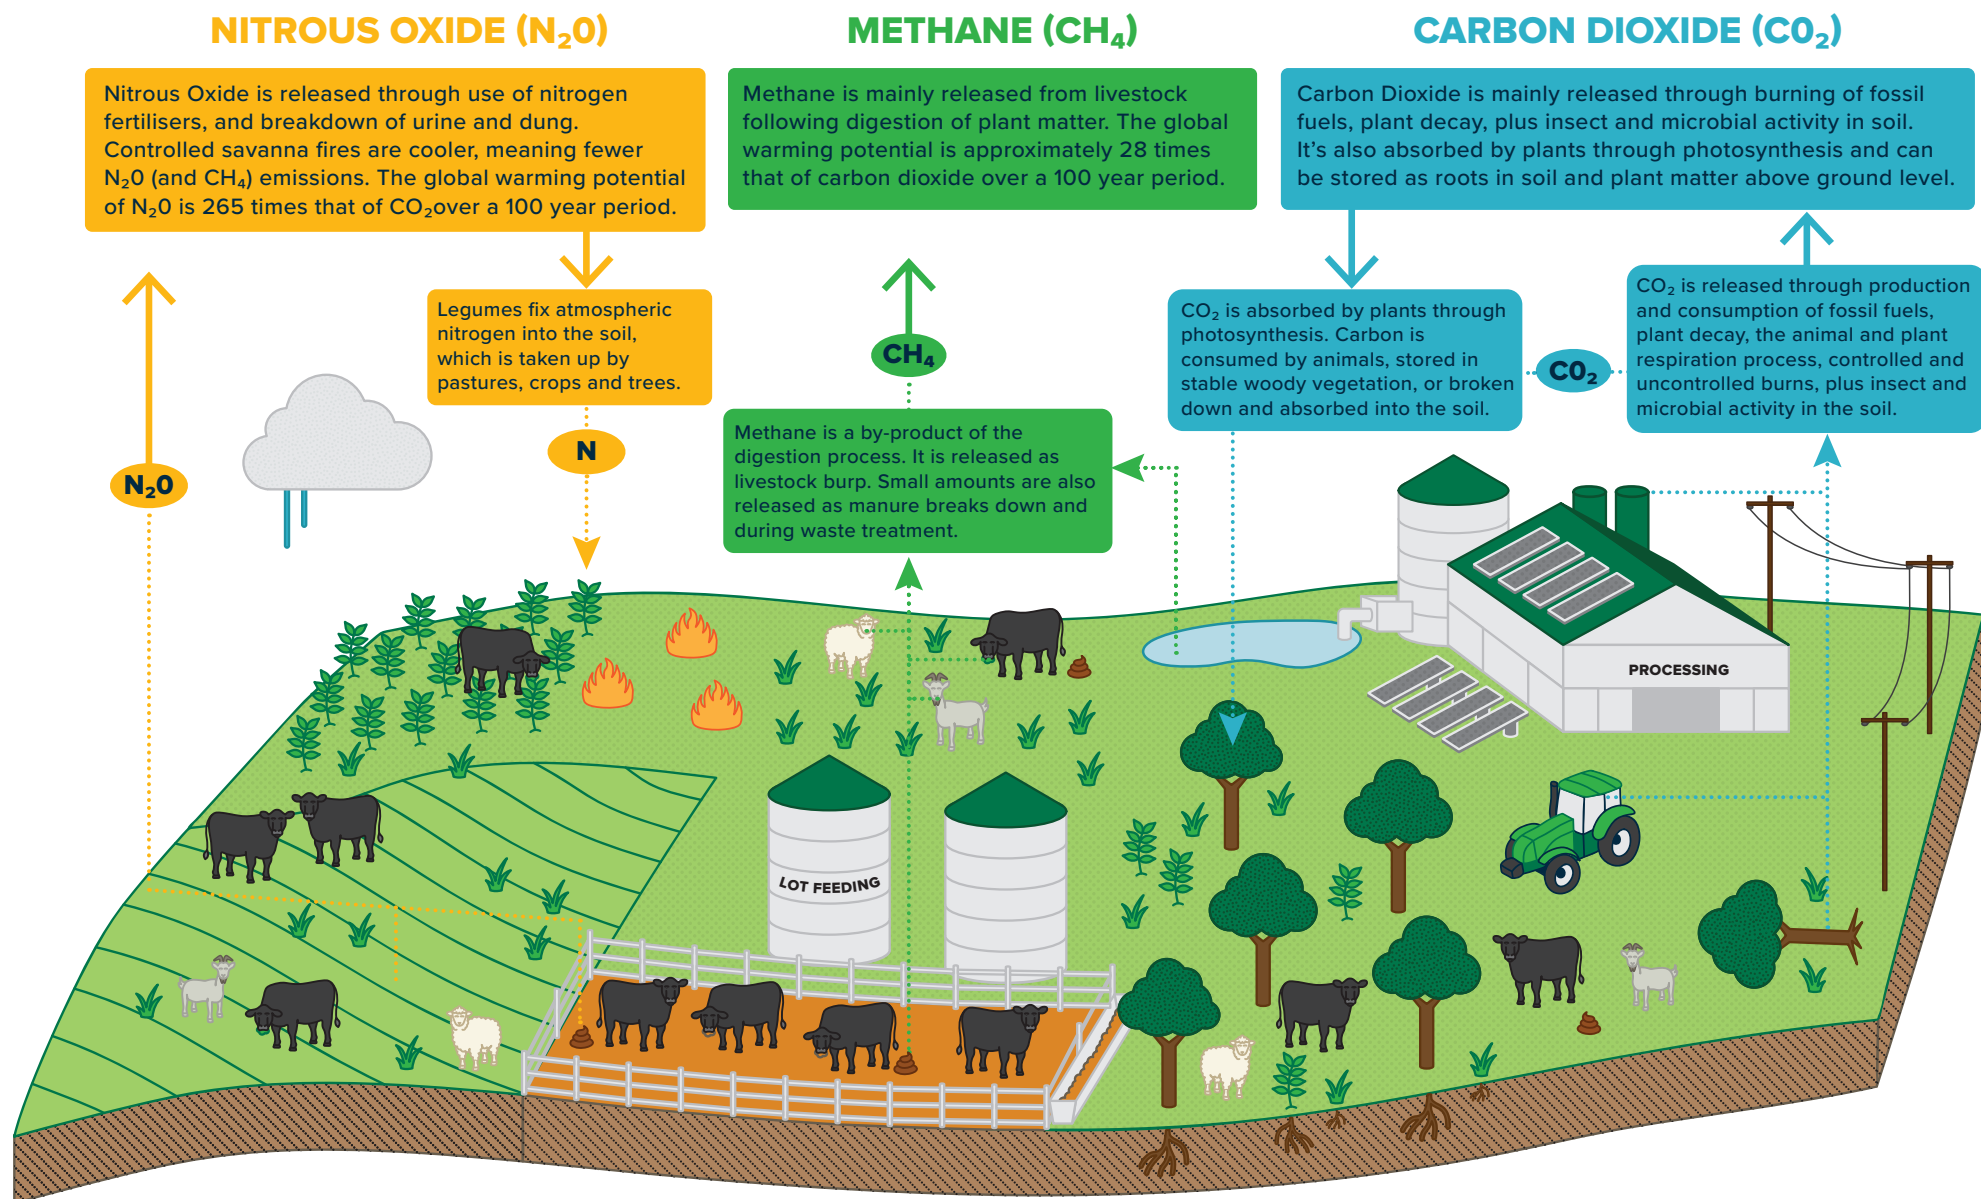 NITROUS OXIDE (N₂0)
Nitrous Oxide is released through use of nitrogen
fertilisers, and breakdown of urine and dung.
Controlled savanna fires are cooler, meaning fewer
N₂0 (and CH₄) emissions. The global warming potential
of N₂0 is 265 times that of CO₂over a 100 year period.
METHANE (CH₄)
Methane is mainly released from livestock
following digestion of plant matter. The global
warming potential is approximately 28 times
that of carbon dioxide over a 100 year period.
CARBON DIOXIDE (C0₂)
Carbon Dioxide is mainly released through burning of fossil
fuels, plant decay, plus insect and microbial activity in soil.
It’s also absorbed by plants through photosynthesis and can
be stored as roots in soil and plant matter above ground level.
Legumes fix atmospheric
nitrogen into the soil,
which is taken up by
pastures, crops and trees.
N
N₂0
CH₄
Methane is a by-product of the
digestion process. It is released as
livestock burp. Small amounts are also
released as manure breaks down and
during waste treatment.
CO₂ is absorbed by plants through
photosynthesis. Carbon is
consumed by animals, stored in
stable woody vegetation, or broken
down and absorbed into the soil.
C0₂
CO₂ is released through production
and consumption of fossil fuels,
plant decay, the animal and plant
respiration process, controlled and
uncontrolled burns, plus insect and
microbial activity in the soil.
PROCESSING
LOT FEEDING